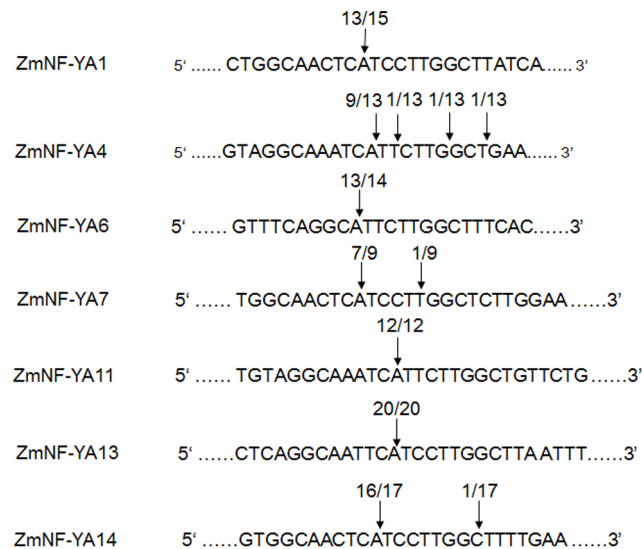 13/15
ZmNF-YA1 5‘ ...... CTGGCAACTCATCCTTGGCTTATCA...... 3’
9/13 1/13 1/13 1/13
ZmNF-YA4 5‘ ......GTAGGCAAATCATTCTTGGCTGAA...... 3’
13/14
ZmNF-YA6 5‘ ...... GTTTCAGGCATTCTTGGCTTTCAC......3’
7/9 1/9
ZmNF-YA7 5‘ ...... TGGCAACTCATCCTTGGCTCTTGGAA ......3’
12/12
ZmNF-YA11 5‘ ...... TGTAGGCAAATCATTCTTGGCTGTTCTG ......3’
20/20
ZmNF-YA13 5‘ ......CTCAGGCAATTCATCCTTGGCTTAATTT......3’
16/17 1/17
ZmNF-YA14 5‘ ...... GTGGCAACTCATCCTTGGCTTTTGAA ......3’